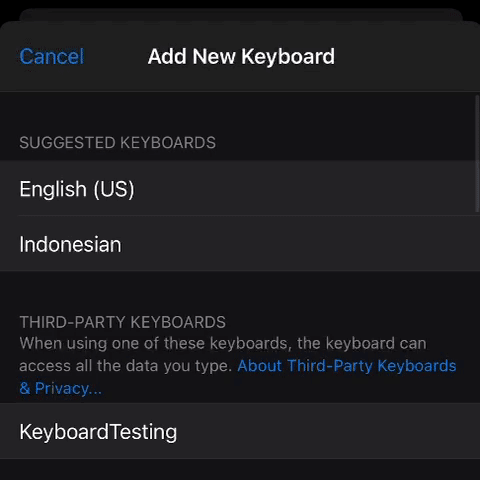 Cancel
Add New Keyboard
SUGGESTED KEYBOARDS
English (US)
Indonesian
THIRD-PARTY KEYBOARDS
When using one of these keyboards, the keyboard can
access all the data you type. About Third-Party Keyboards
& Privacy...
KeyboardTesting